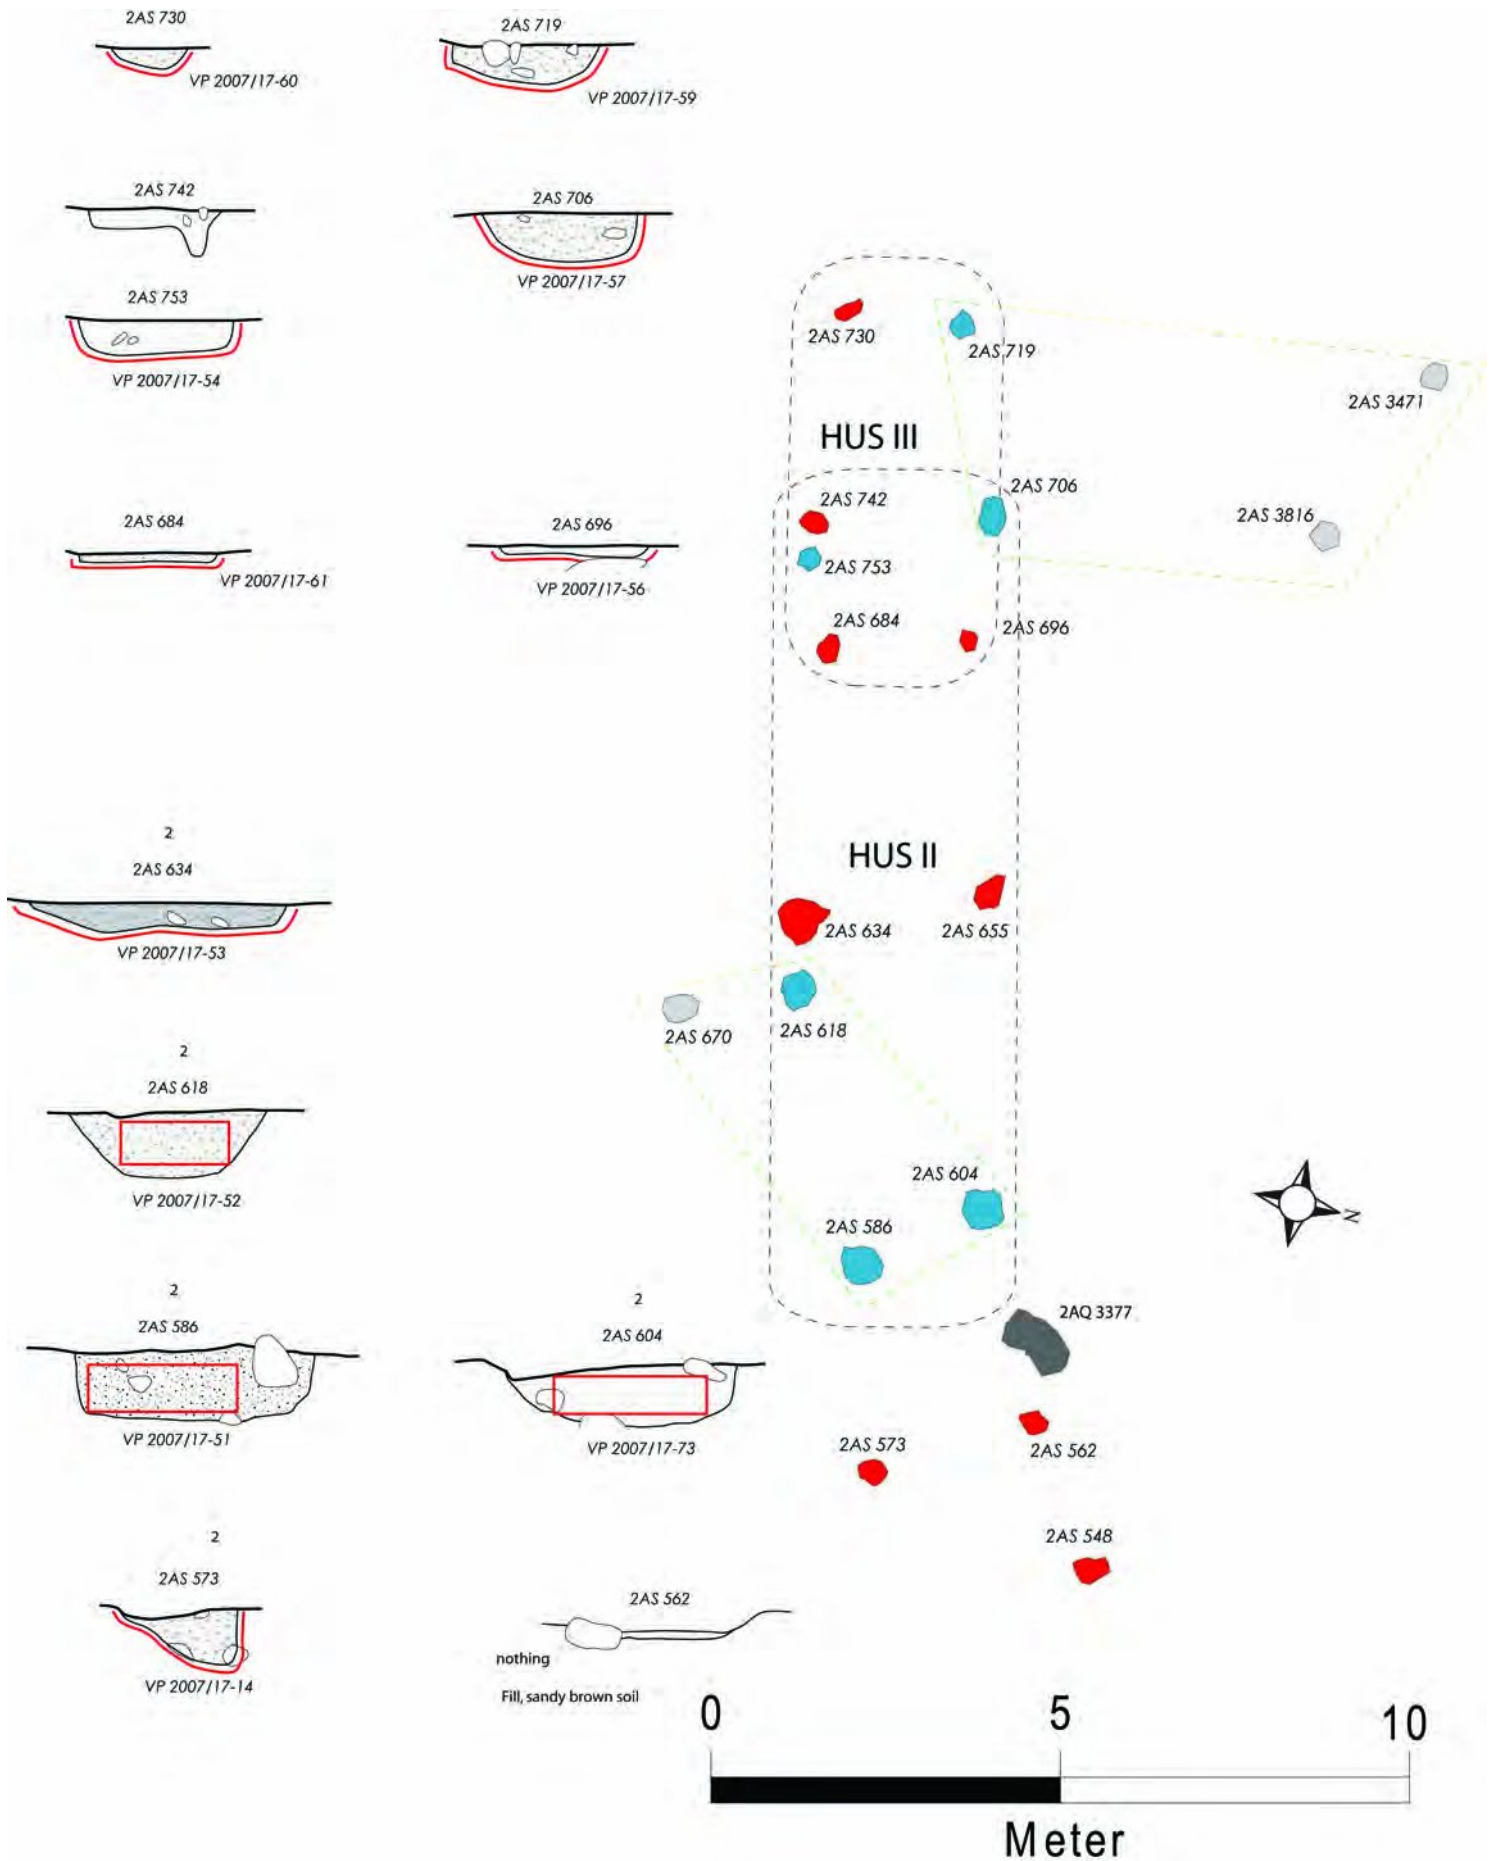 2AS 730
VP 2007/17-60
2AS 719
VP 2007/17-59
2AS 742
2AS 706
VP 2007/17-57
2AS 753
VP 2007/17-54
2AS 684
VP 2007/17-61
2AS 696
VP 2007/17-56
2
2AS 634
VP 2007/17-53
2
2AS 618
VP 2007/17-52
2
2AS 586
VP 2007/17-51
2
2AS 604
VP 2007/17-73
2
2AS 573
VP 2007/17-14
2AS 562
nothing
Fill, sandy brown soil
2AS 730
2AS 719
2AS 3471
HUS III
2AS 742
2AS 706
2AS 3816
2AS 753
2AS 684
2AS 696
HUS II
2AS 634
2AS 655
2AS 670
2AS 618
2AS 604
2AS 586
N
2AQ 3377
2AS 573
2AS 562
2AS 548
0
5
10
Meter